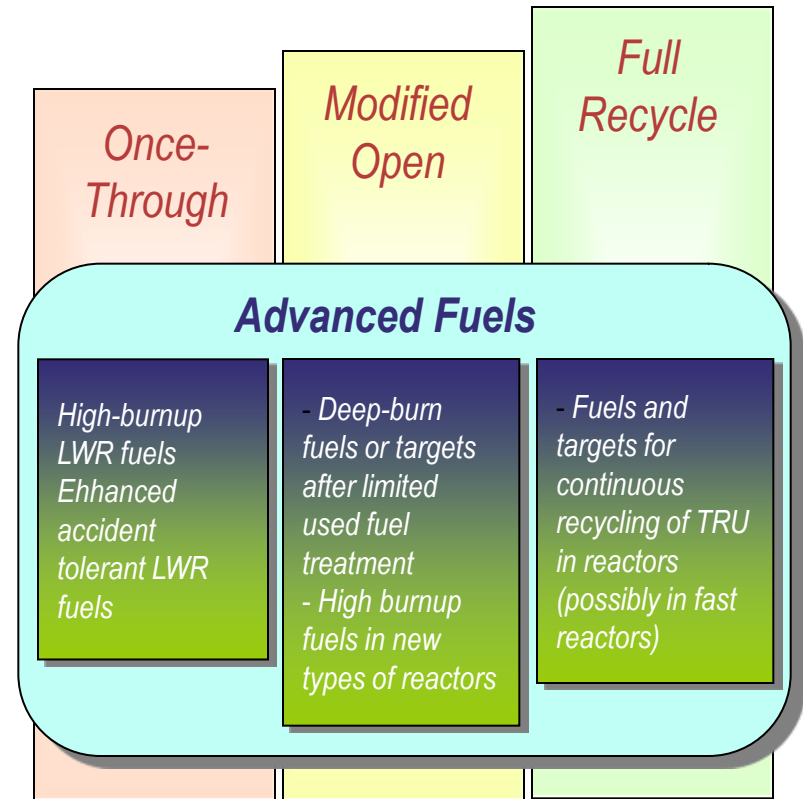 Once-
Through
Modified
Open
Full
Recycle
Advanced Fuels
High-burnup
LWR fuels
Ehhanced
accident
tolerant LWR
fuels
- Deep-burn
fuels or targets
after limited
used fuel
treatment
- High burnup
fuels in new
types of reactors
- Fuels and
targets for
continuous
recycling of TRU
in reactors
(possibly in fast
reactors)